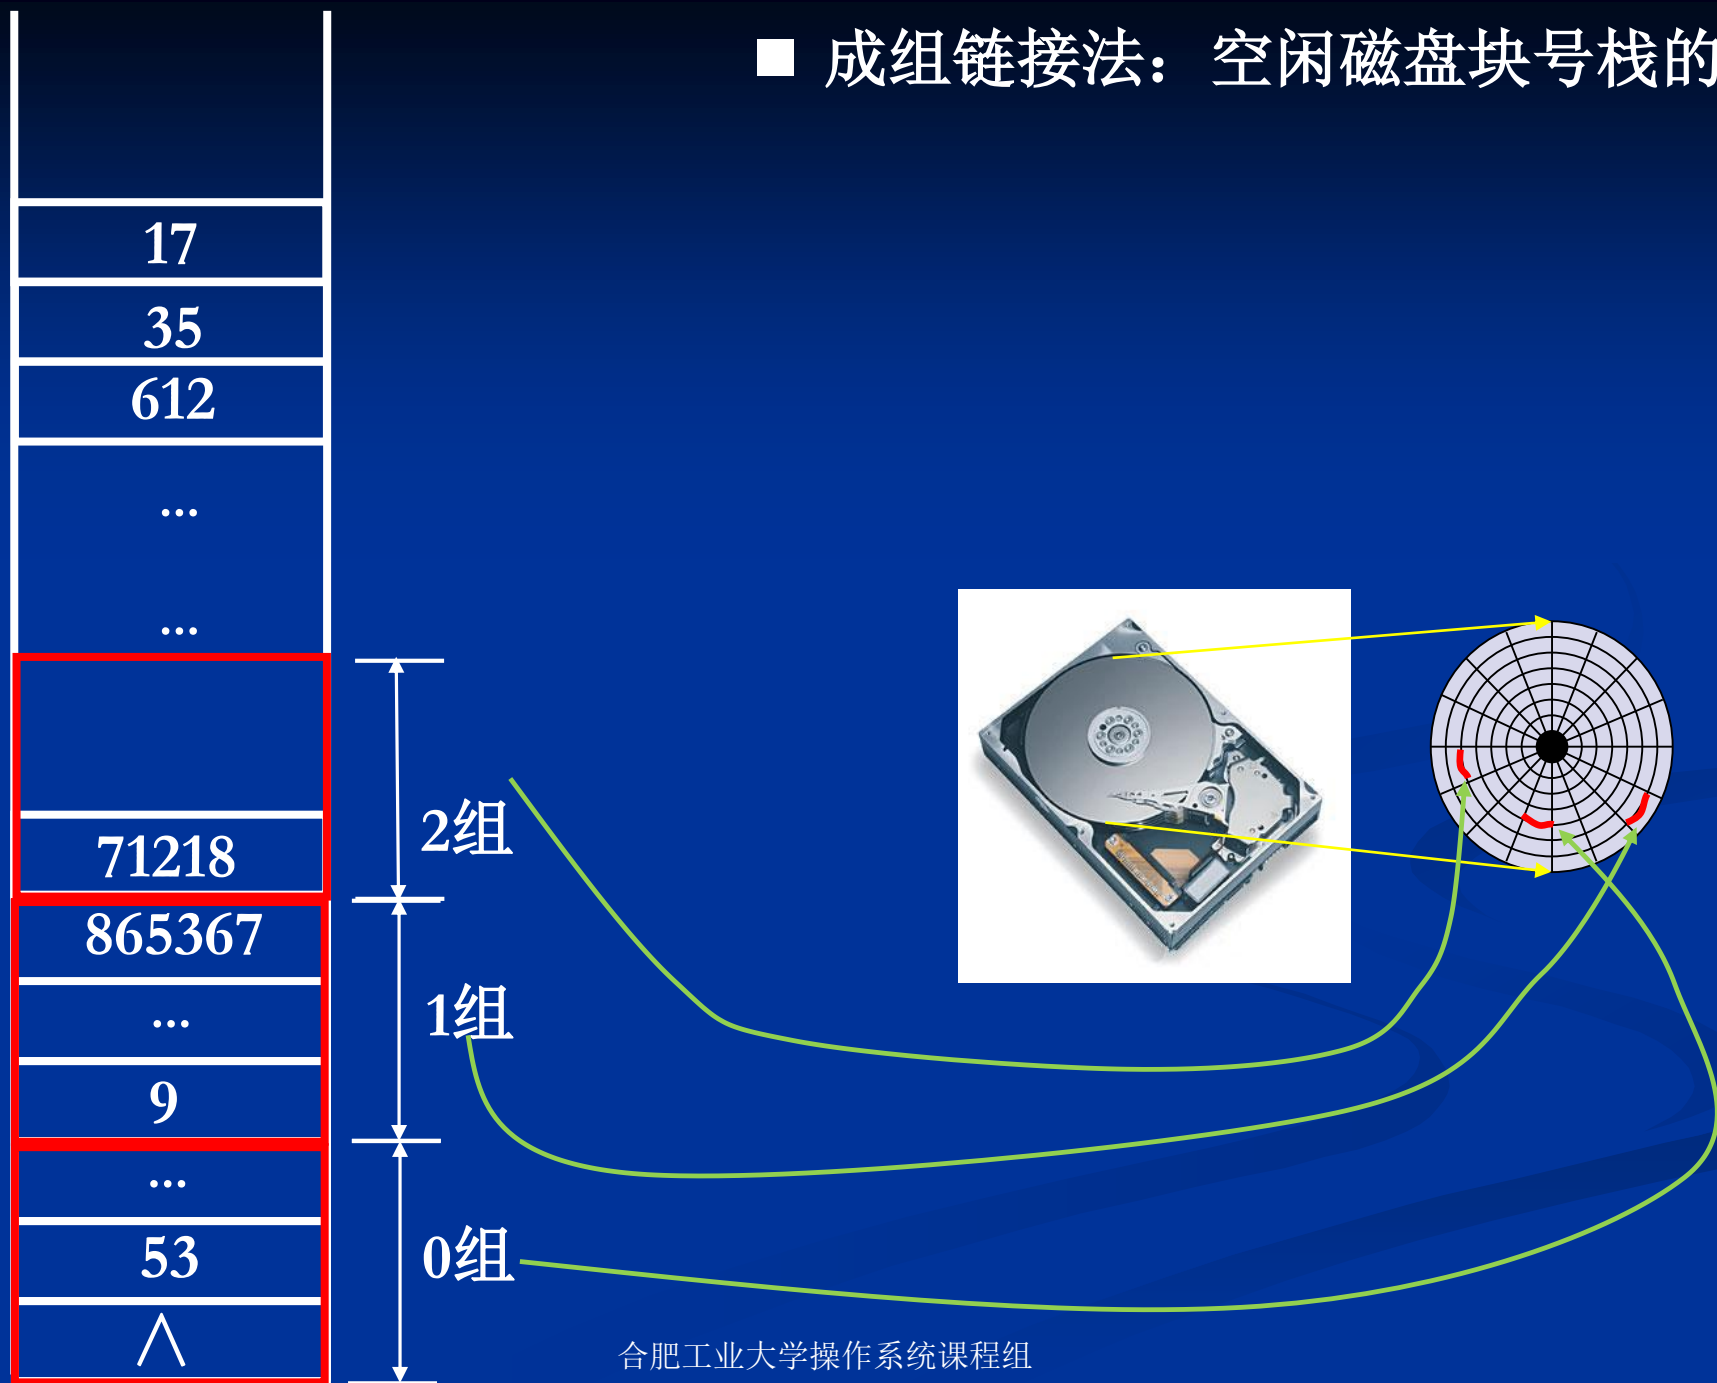 成组链接法：空闲磁盘块号栈的
17
35
612
...
...
71218
2组
865367
...
1组
9
...
53
0组
∧
合肥工业大学操作系统课程组